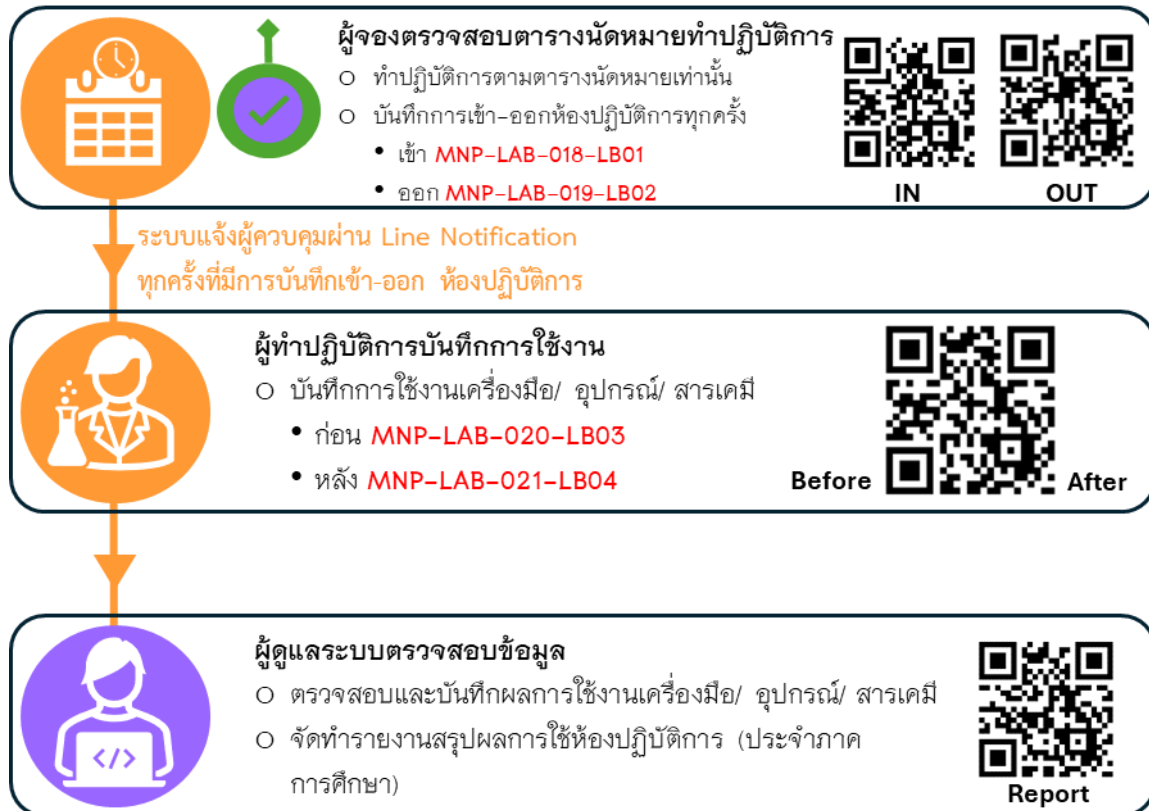 ผู้จองตรวจสอบตารางนัดหมายทำปฏิบัติการ
O ทำปฏิบัติการตามตารางนัดหมายเท่านั้น
O บันทึกการเข้า-ออกห้องปฏิบัติการทุกครั้ง
• เข้า MNP-LAB-018-LB01
• ออก MNP-LAB-019-LB02
IN
OUT
ระบบแจ้งผู้ควบคุมผ่าน Line Notification
ทุกครั้งที่มีการบันทึกเข้า-ออก ห้องปฏิบัติการ
ผู้ทำปฏิบัติการบันทึกการใช้งาน
O บันทึกการใช้งานเครื่องมือ/ อุปกรณ์/ สารเคมี
• ก่อน MNP-LAB-020-LB03
• หลัง MNP-LAB-021-LB04
Before
After
ผู้ดูแลระบบตรวจสอบข้อมูล
O ตรวจสอบและบันทึกผลการใช้งานเครื่องมือ/ อุปกรณ์/ สารเคมี
O จัดทำรายงานสรุปผลการใช้ห้องปฏิบัติการ (ประจำภาค
การศึกษา)
</>
Report